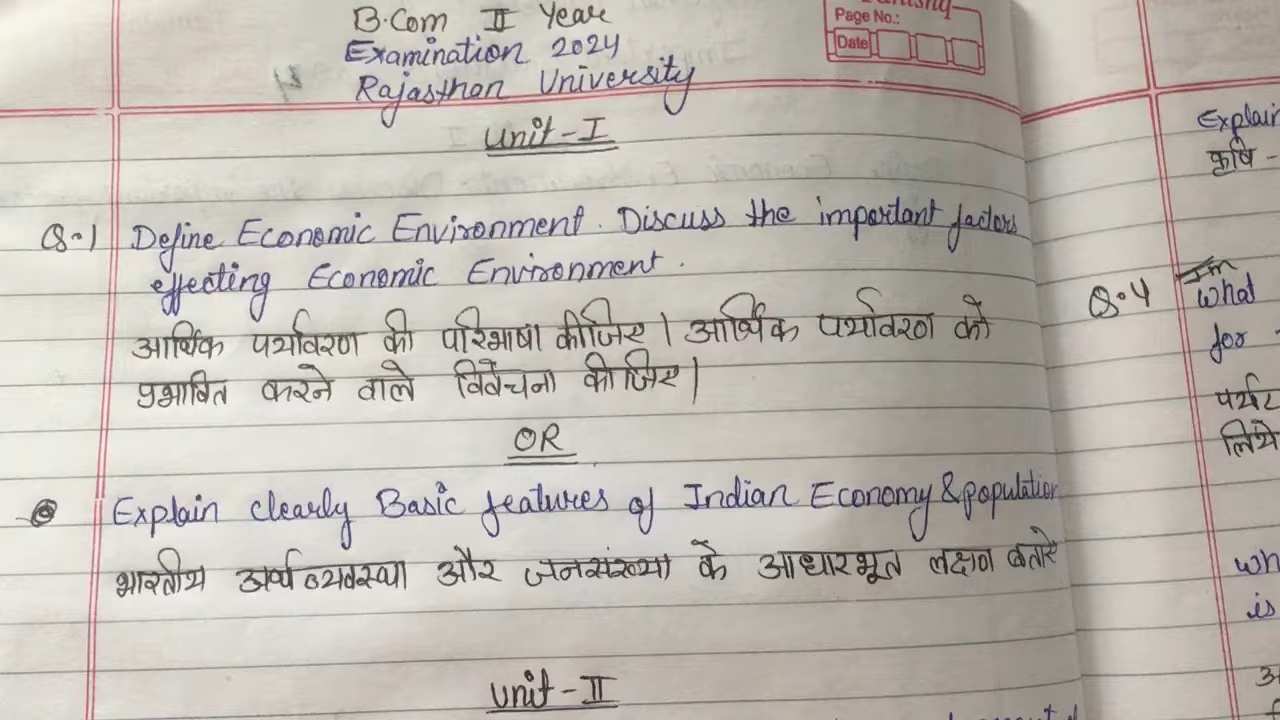 B.Com II Year
Examination 2024
Rajasthan University
Page No.:
Date
Unit-I
Q.1 Define Economic Environment. Discuss the important factors
effecting Economic Environment.
आर्थिक पर्यावरण की परिभाषा कीजिए। आर्थिक पर्यावरण को
प्रभावित करने वाले विवेचना कीजिए।
OR
Explain clearly Basic features of Indian Economy & population
भारतीय अर्थव्यवस्था और जनसंख्या के आधारभूत लक्षण बताऐ
Unit-II
Explain
कृषि -
Q.4 Im
what
for
पर्यट
लिये
wh
is